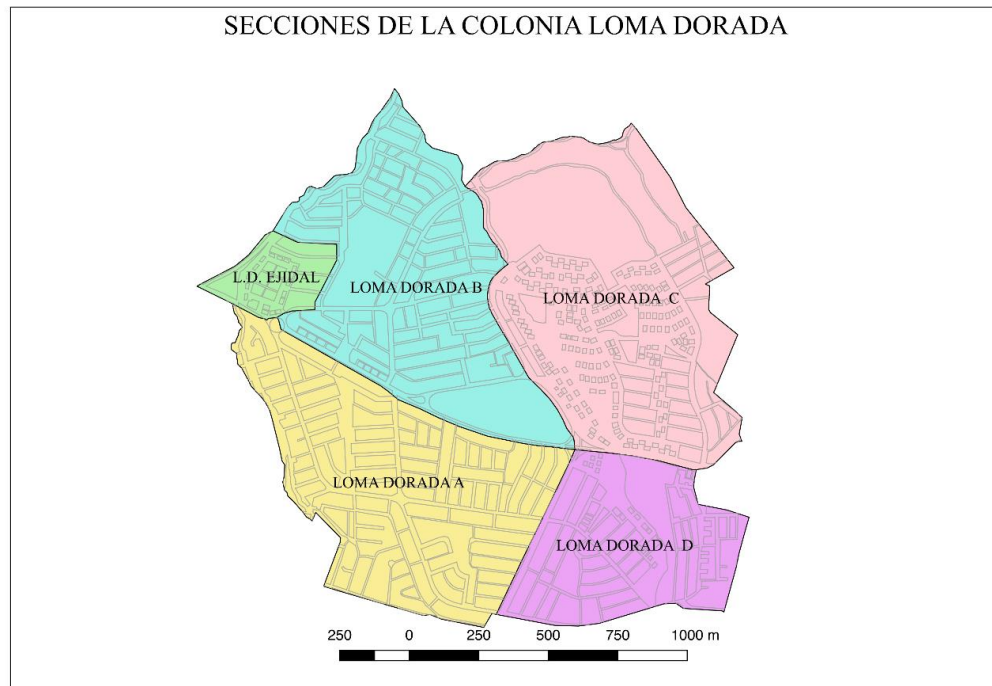 SECCIONES DE LA COLONIA LOMA DORADA
L.D. EJIDAL
LOMA DORADA B
LOMA DORADA C
LOMA DORADA A
LOMA DORADA D
250 0 250 500 750 1000 m